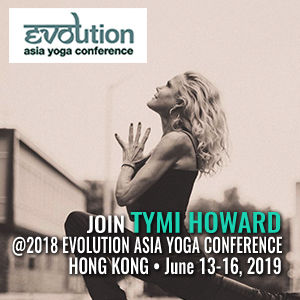 evolution
asia yoga conference
JOIN TYMI HOWARD
@2018 EVOLUTION ASIA YOGA CONFERENCE
HONG KONG • June 13-16, 2019